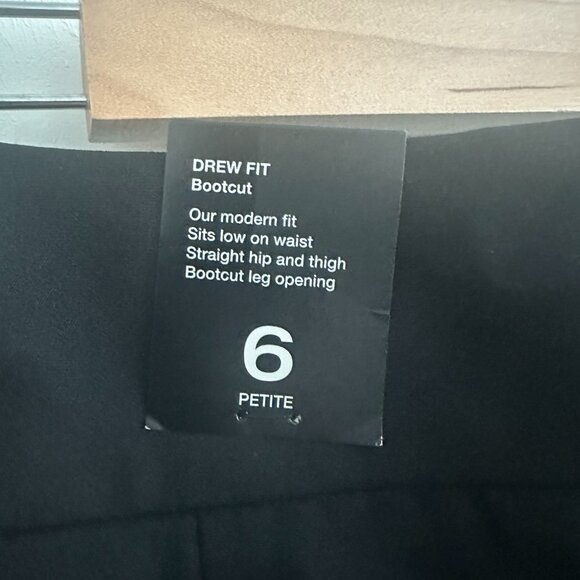 DREW FIT
Bootcut
Our modern fit
Sits low on waist
Straight hip and thigh
Bootcut leg opening
6
PETITE